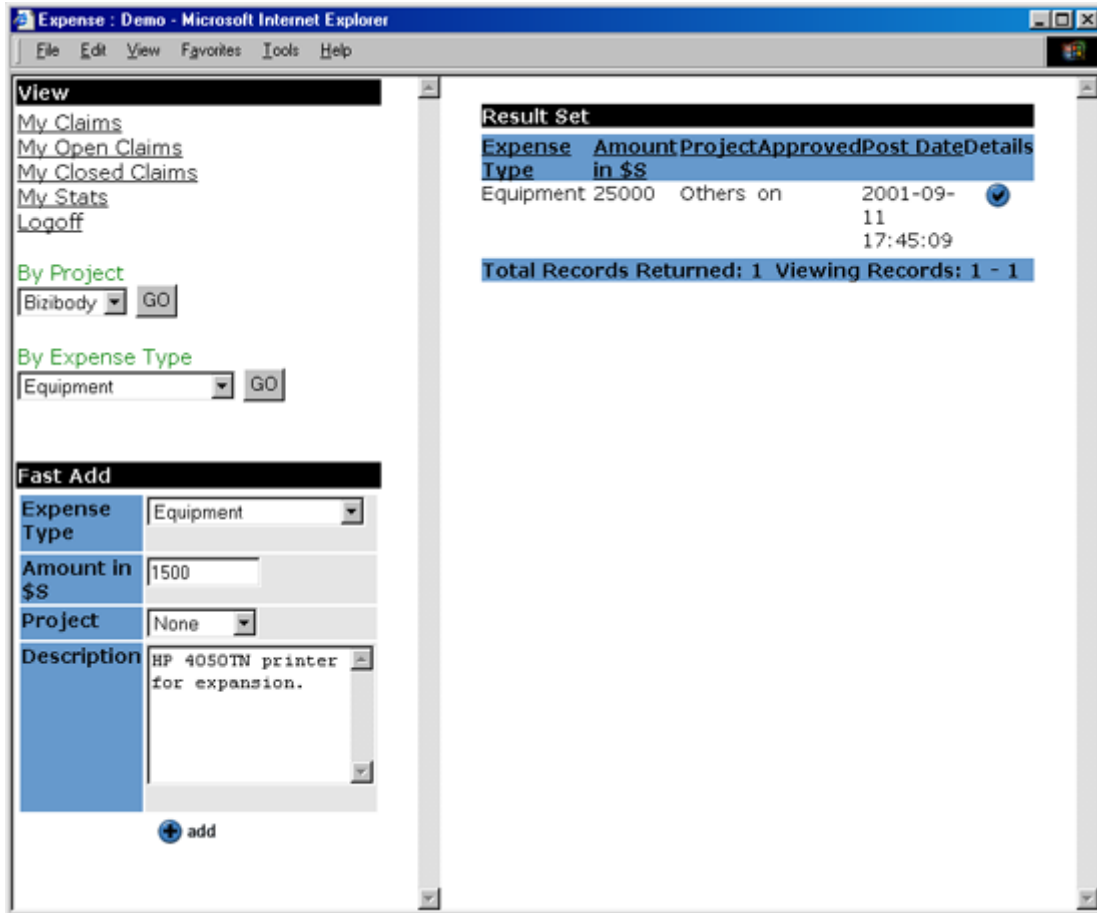 Expense : Demo - Microsoft Internet Explorer
File Edit View Favorites Tools Help
View
My Claims
My Open Claims
My Closed Claims
My Stats
Logoff
By Project
Bizibody GO
By Expense Type
Equipment GO
Fast Add
Expense Type Equipment
Amount in $S 1500
Project None
Description HP 4050TN printer
for expansion.
add
Result Set
Expense Type Amount in $S Project Approved Post Date Details
Equipment 25000 Others on 2001-09-
11
17:45:09
Total Records Returned: 1 Viewing Records: 1 - 1